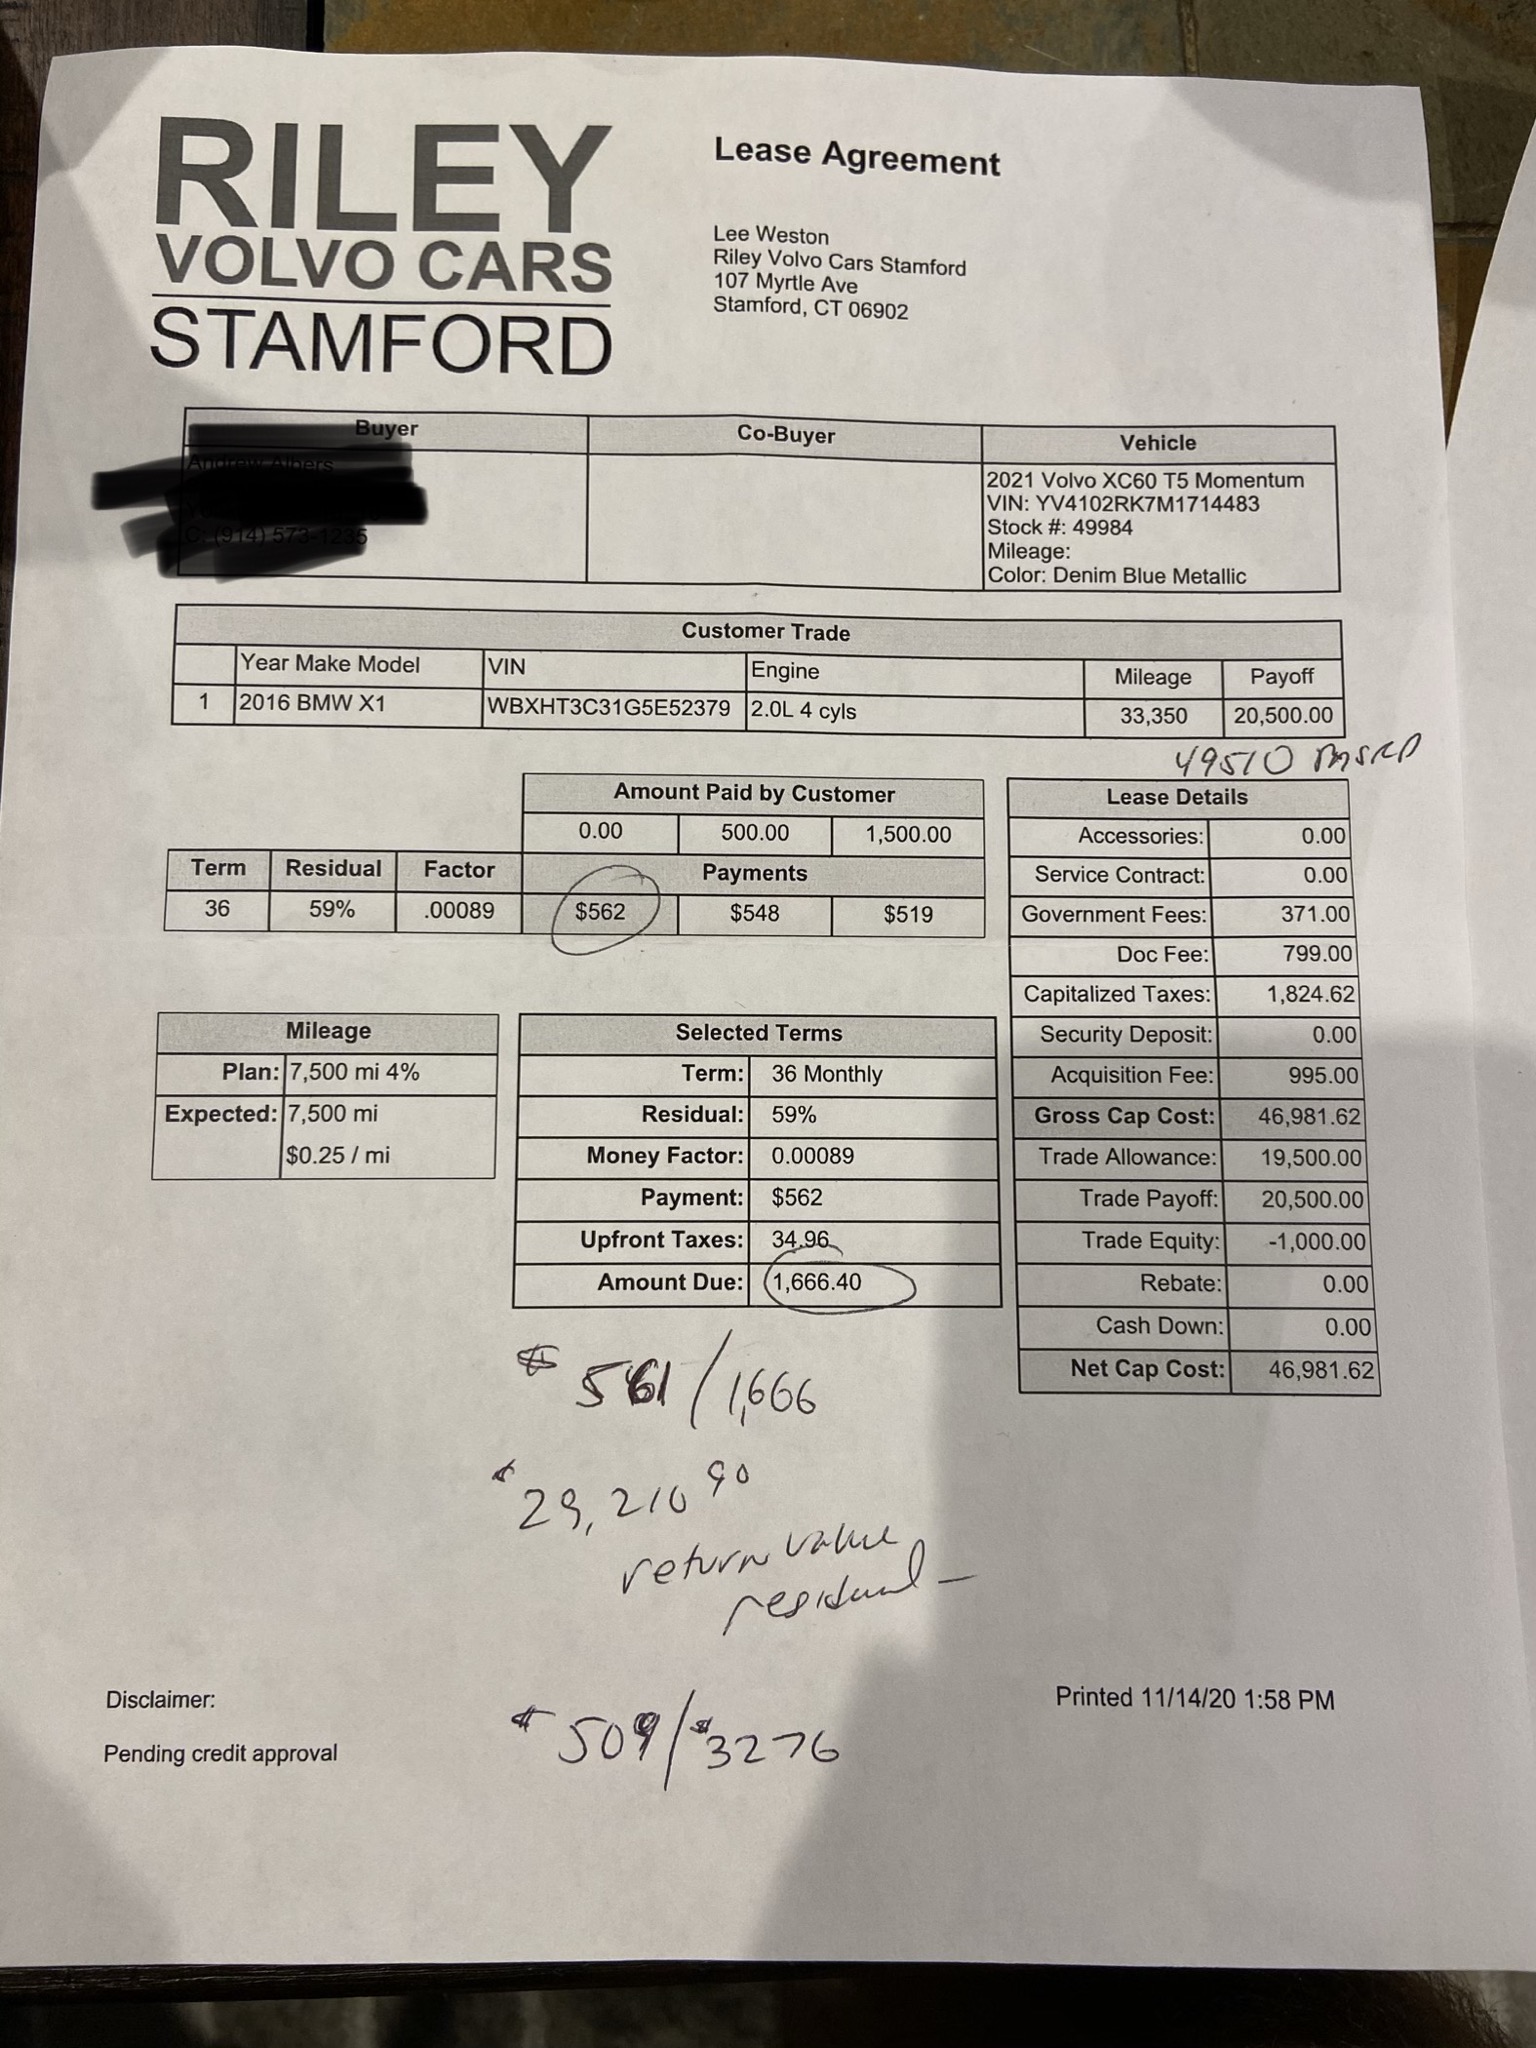 RILEY
VOLVO CARS
STAMFORD
Lease Agreement
Lee Weston
Riley Volvo Cars Stamford
107 Myrtle Ave
Stamford, CT 06902
Buyer Co-Buyer Vehicle
2021 Volvo XC60 T5 Momentum
VIN: YV4102RK7M1714483
Stock #: 49984
Mileage:
Color: Denim Blue Metallic
Customer Trade
Year Make Model VIN Engine Mileage Payoff
1 2016 BMW X1 WBXHT3C31G5E52379 2.0L 4 cyls 33,350 20,500.00
49510 MSRP
Amount Paid by Customer
0.00 500.00 1,500.00
Term Residual Factor Payments
36 59% .00089 $562 $548 $519
Lease Details
Accessories: 0.00
Service Contract: 0.00
Government Fees: 371.00
Doc Fee: 799.00
Capitalized Taxes: 1,824.62
Security Deposit: 0.00
Acquisition Fee: 995.00
Gross Cap Cost: 46,981.62
Trade Allowance: 19,500.00
Trade Payoff: 20,500.00
Trade Equity: -1,000.00
Rebate: 0.00
Cash Down: 0.00
Net Cap Cost: 46,981.62
Mileage
Plan: 7,500 mi 4%
Expected: 7,500 mi
$0.25 / mi
Selected Terms
Term: 36 Monthly
Residual: 59%
Money Factor: 0.00089
Payment: $562
Upfront Taxes: 34.96
Amount Due: 1,666.40
$ 561 / 1,666
$ 29,210 90
return value
residual –
$ 509 / $3276
Disclaimer:
Pending credit approval
Printed 11/14/20 1:58 PM